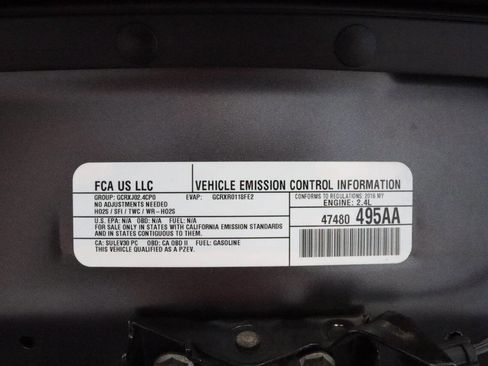 FCA US LLC
VEHICLE EMISSION CONTROL INFORMATION
GROUP: GCRXJ02.4CP0 EVAP: GCRXR0118FE2
NO ADJUSTMENTS NEEDED
HO2S / SFI / TWC / WR-HO2S
CONFORMS TO REGULATIONS: 2016 MY
ENGINE: 2.4L
U.S. EPA: N/A OBD: N/A FUEL: N/A
FOR SALE ONLY IN STATES WITH CALIFORNIA EMISSION STANDARDS
AND IN STATES CONTIGUOUS TO THEM.
47480 495AA
CA: SULEV30 PC OBD: CA OBD II FUEL: GASOLINE
THIS VEHICLE QUALIFIED AS A PZEV.